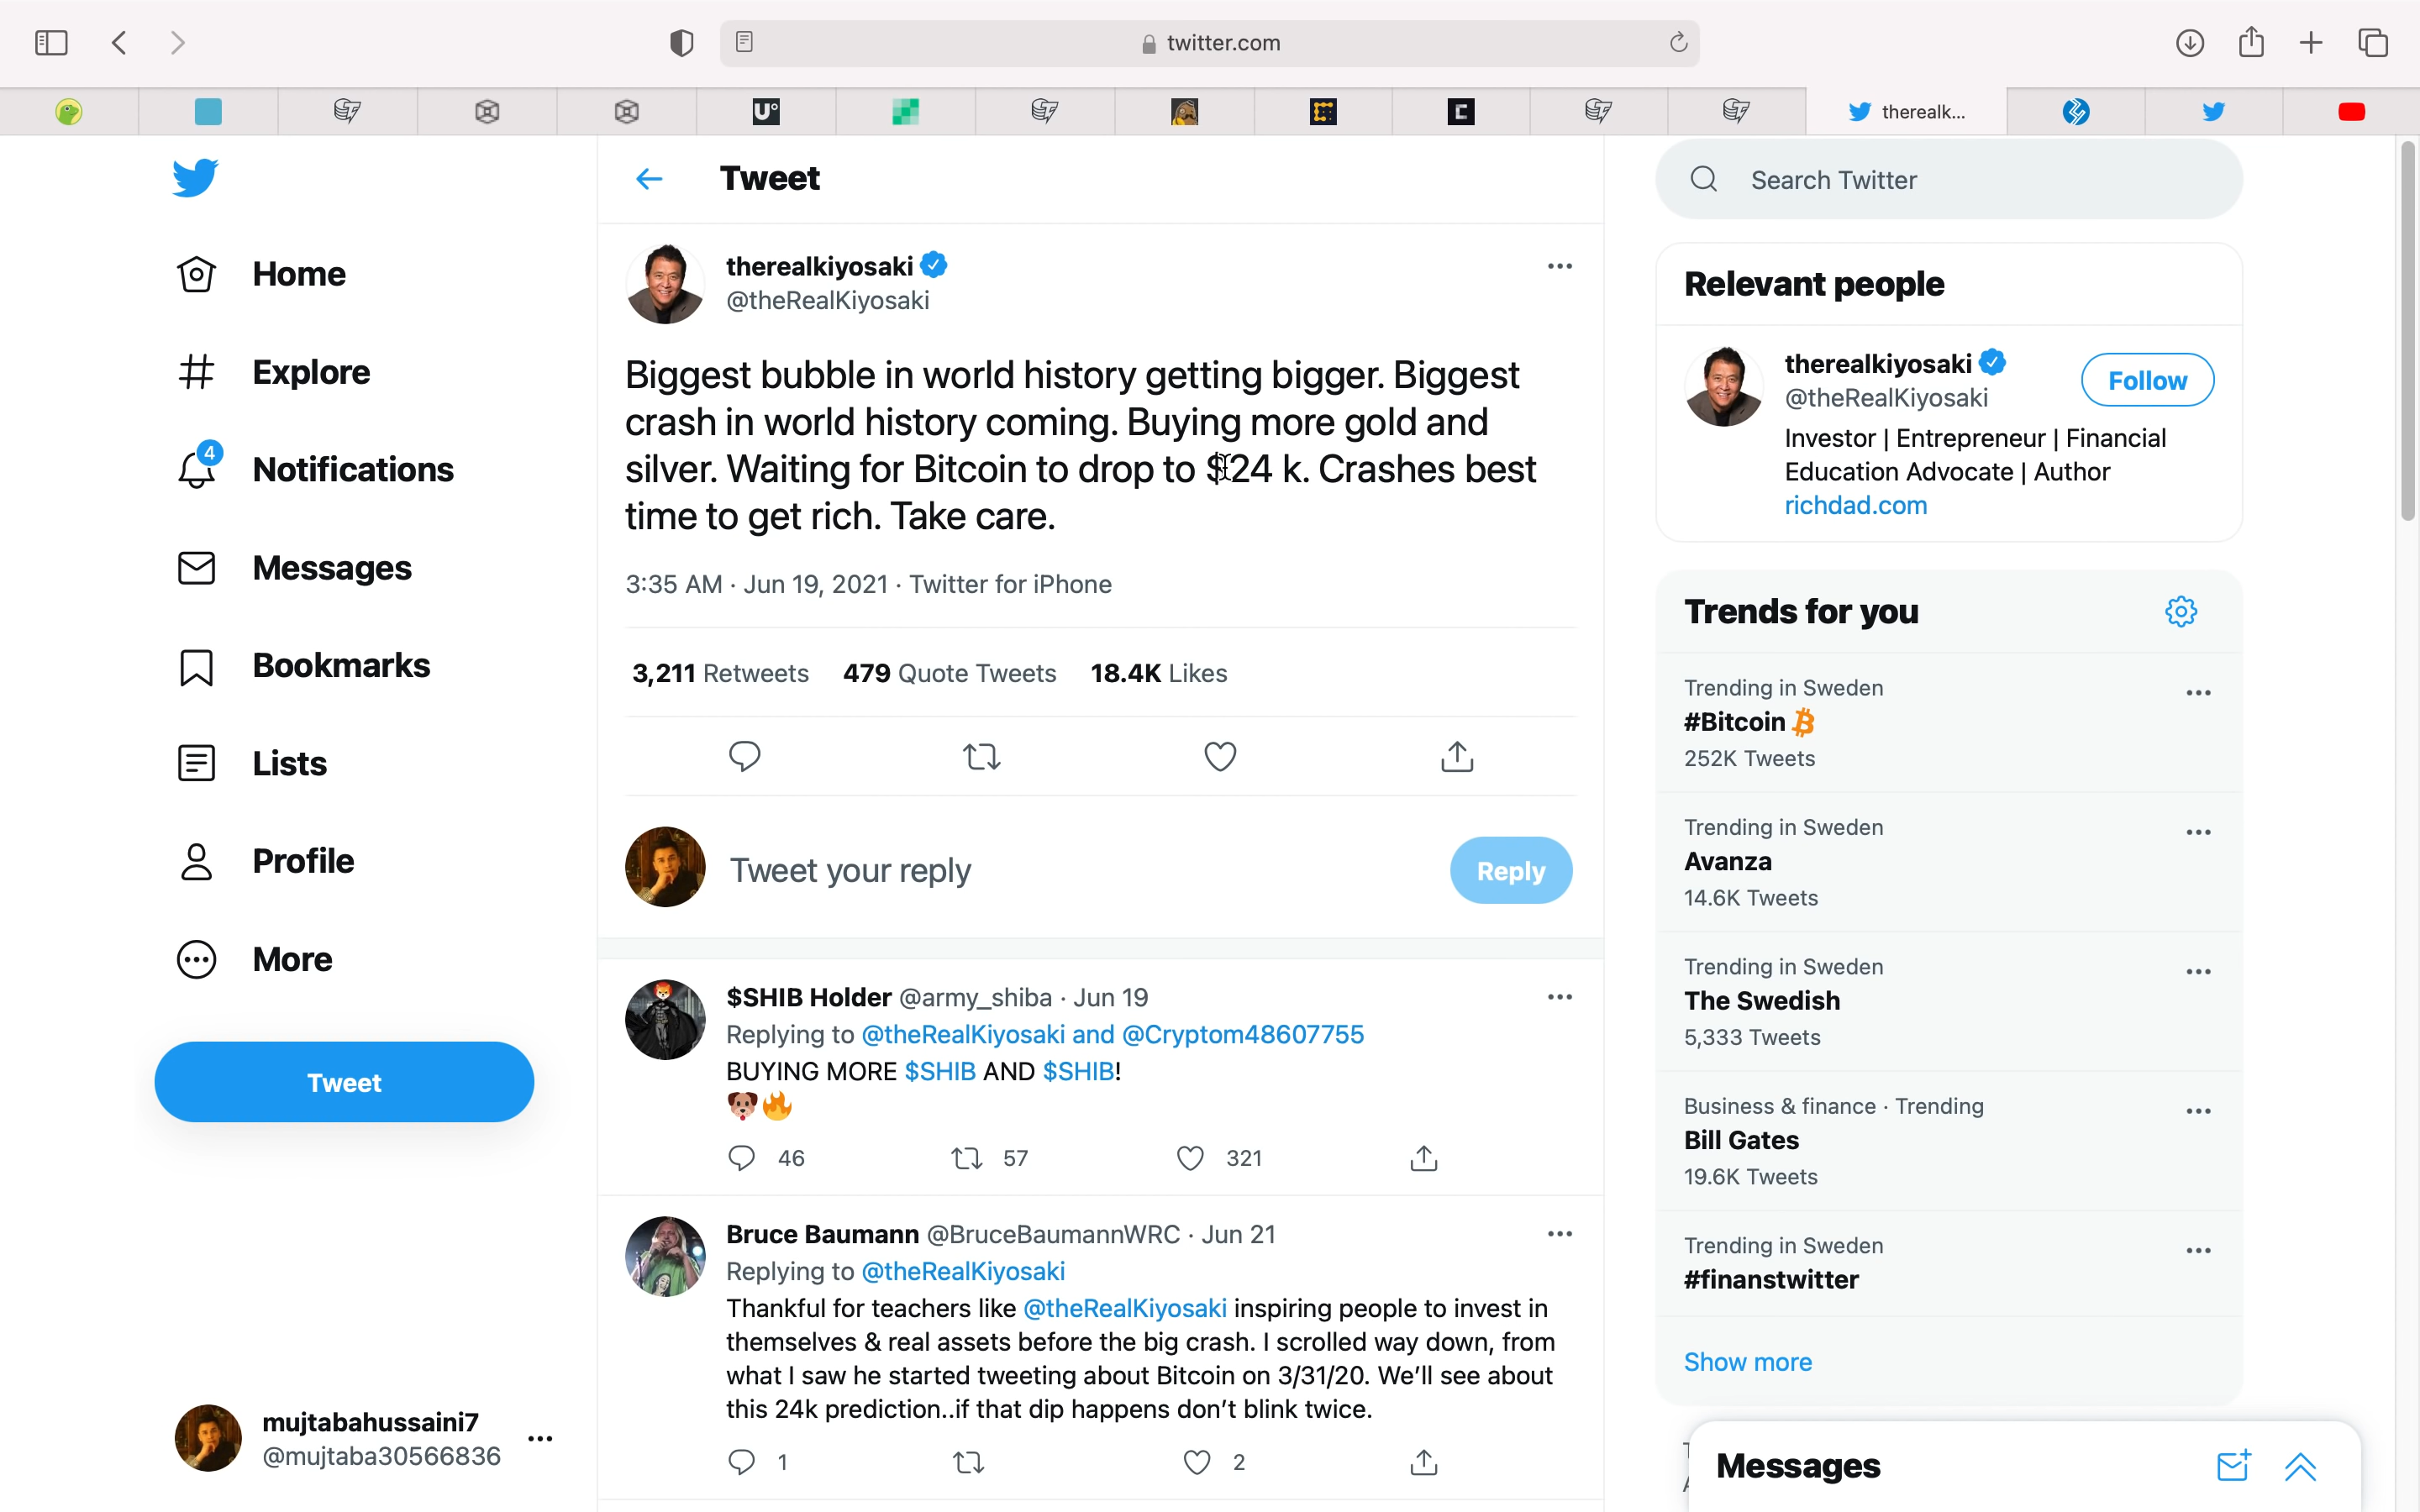 twitter.com
therealk...
Tweet
therealkiyosaki
@theRealKiyosaki
Biggest bubble in world history getting bigger. Biggest
crash in world history coming. Buying more gold and
silver. Waiting for Bitcoin to drop to $24 k. Crashes best
time to get rich. Take care.
3:35 AM · Jun 19, 2021 · Twitter for iPhone
3,211 Retweets 479 Quote Tweets 18.4K Likes
Tweet your reply
Reply
$SHIB Holder @army_shiba · Jun 19
Replying to @theRealKiyosaki and @Cryptom48607755
BUYING MORE $SHIB AND $SHIB!
🐶🔥
46 57 321
Bruce Baumann @BruceBaumannWRC · Jun 21
Replying to @theRealKiyosaki
Thankful for teachers like @theRealKiyosaki inspiring people to invest in
themselves & real assets before the big crash. I scrolled way down, from
what I saw he started tweeting about Bitcoin on 3/31/20. We'll see about
this 24k prediction..if that dip happens don't blink twice.
1 2
Home
Explore
4
Notifications
Messages
Bookmarks
Lists
Profile
More
Tweet
mujtabahussaini7
@mujtaba30566836
Search Twitter
Relevant people
therealkiyosaki
@theRealKiyosaki
Follow
Investor | Entrepreneur | Financial
Education Advocate | Author
richdad.com
Trends for you
Trending in Sweden
#Bitcoin
252K Tweets
Trending in Sweden
Avanza
14.6K Tweets
Trending in Sweden
The Swedish
5,333 Tweets
Business & finance · Trending
Bill Gates
19.6K Tweets
Trending in Sweden
#finanstwitter
Show more
Messages